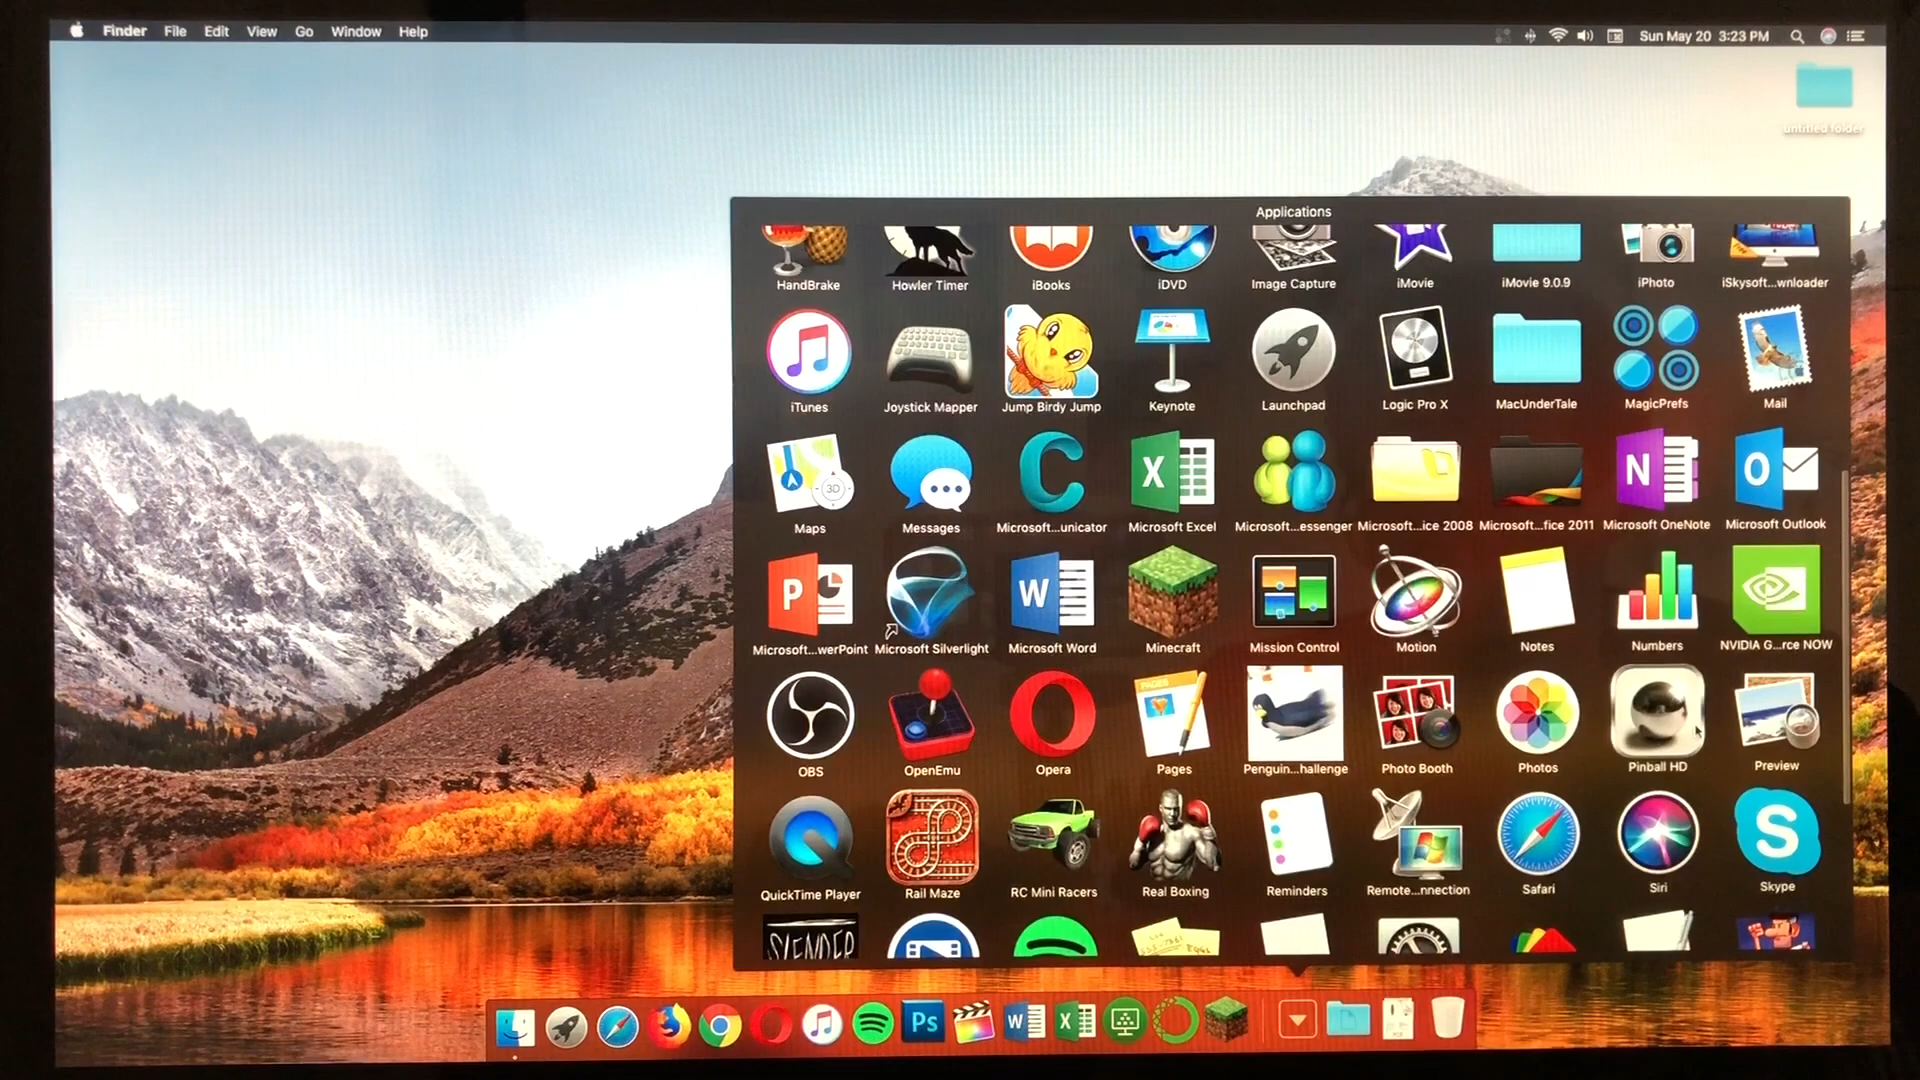 Finder File Edit View Go Window Help
Sun May 20 3:23 PM
untitled folder
Applications
HandBrake
Howler Timer
iBooks
iDVD
Image Capture
iMovie
iMovie 9.0.9
iPhoto
iSkysoft...wnloader
iTunes
Joystick Mapper
Jump Birdy Jump
Keynote
Launchpad
Logic Pro X
MacUnderTale
MagicPrefs
Mail
3D
Maps
Messages
Microsoft...unicator
Microsoft Excel
Microsoft...essenger
Microsoft...ice 2008
Microsoft...fice 2011
Microsoft OneNote
Microsoft Outlook
Microsoft...werPoint
Microsoft Silverlight
Microsoft Word
Minecraft
Mission Control
Motion
Notes
Numbers
NVIDIA G...rce NOW
PAGES
OBS
OpenEmu
Opera
Pages
Penguin...hallenge
Photo Booth
Photos
Pinball HD
Preview
QuickTime Player
Rail Maze
RC Mini Racers
Real Boxing
Reminders
Remote...nnection
Safari
Siri
Skype
SLENDER
Ps
W
X